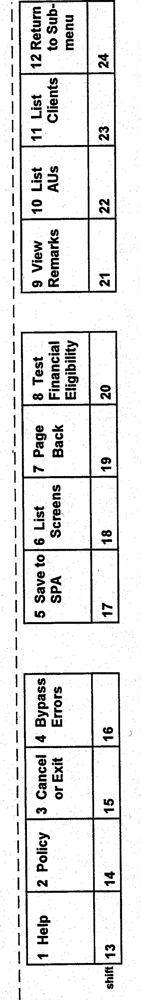 1 Help
2 Policy
3 Cancel
or Exit
4 Bypass
Errors
5 Save to
SPA
6 List
Screens
7 Page
Back
8 Test
Financial
Eligibility
9 View
Remarks
10 List
AUs
11 List
Clients
12 Return
to Sub-
menu
shift 13 14 15 16 17 18 19 20 21 22 23 24